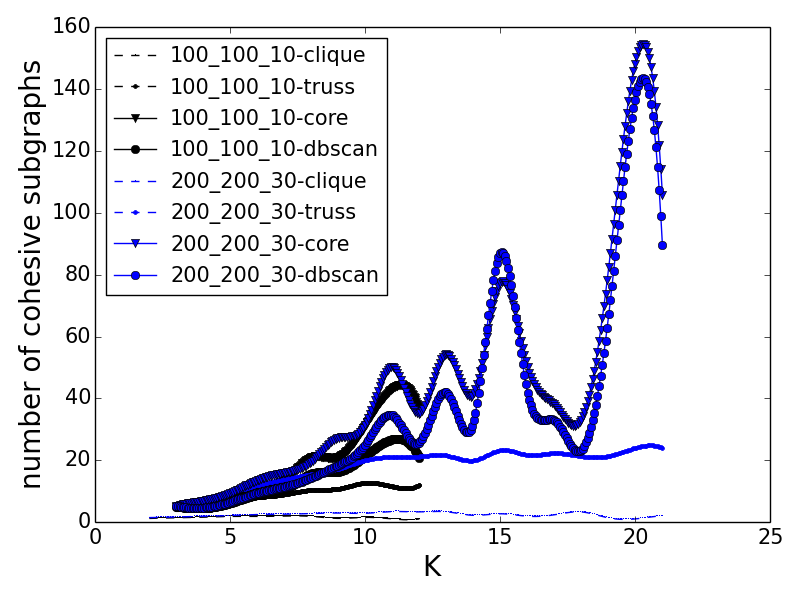 160
140
120
100
80
60
40
20
0
number of cohesive subgraphs
100_100_10-clique
100_100_10-truss
100_100_10-core
100_100_10-dbscan
200_200_30-clique
200_200_30-truss
200_200_30-core
200_200_30-dbscan
0 5 10 15 20 25
K